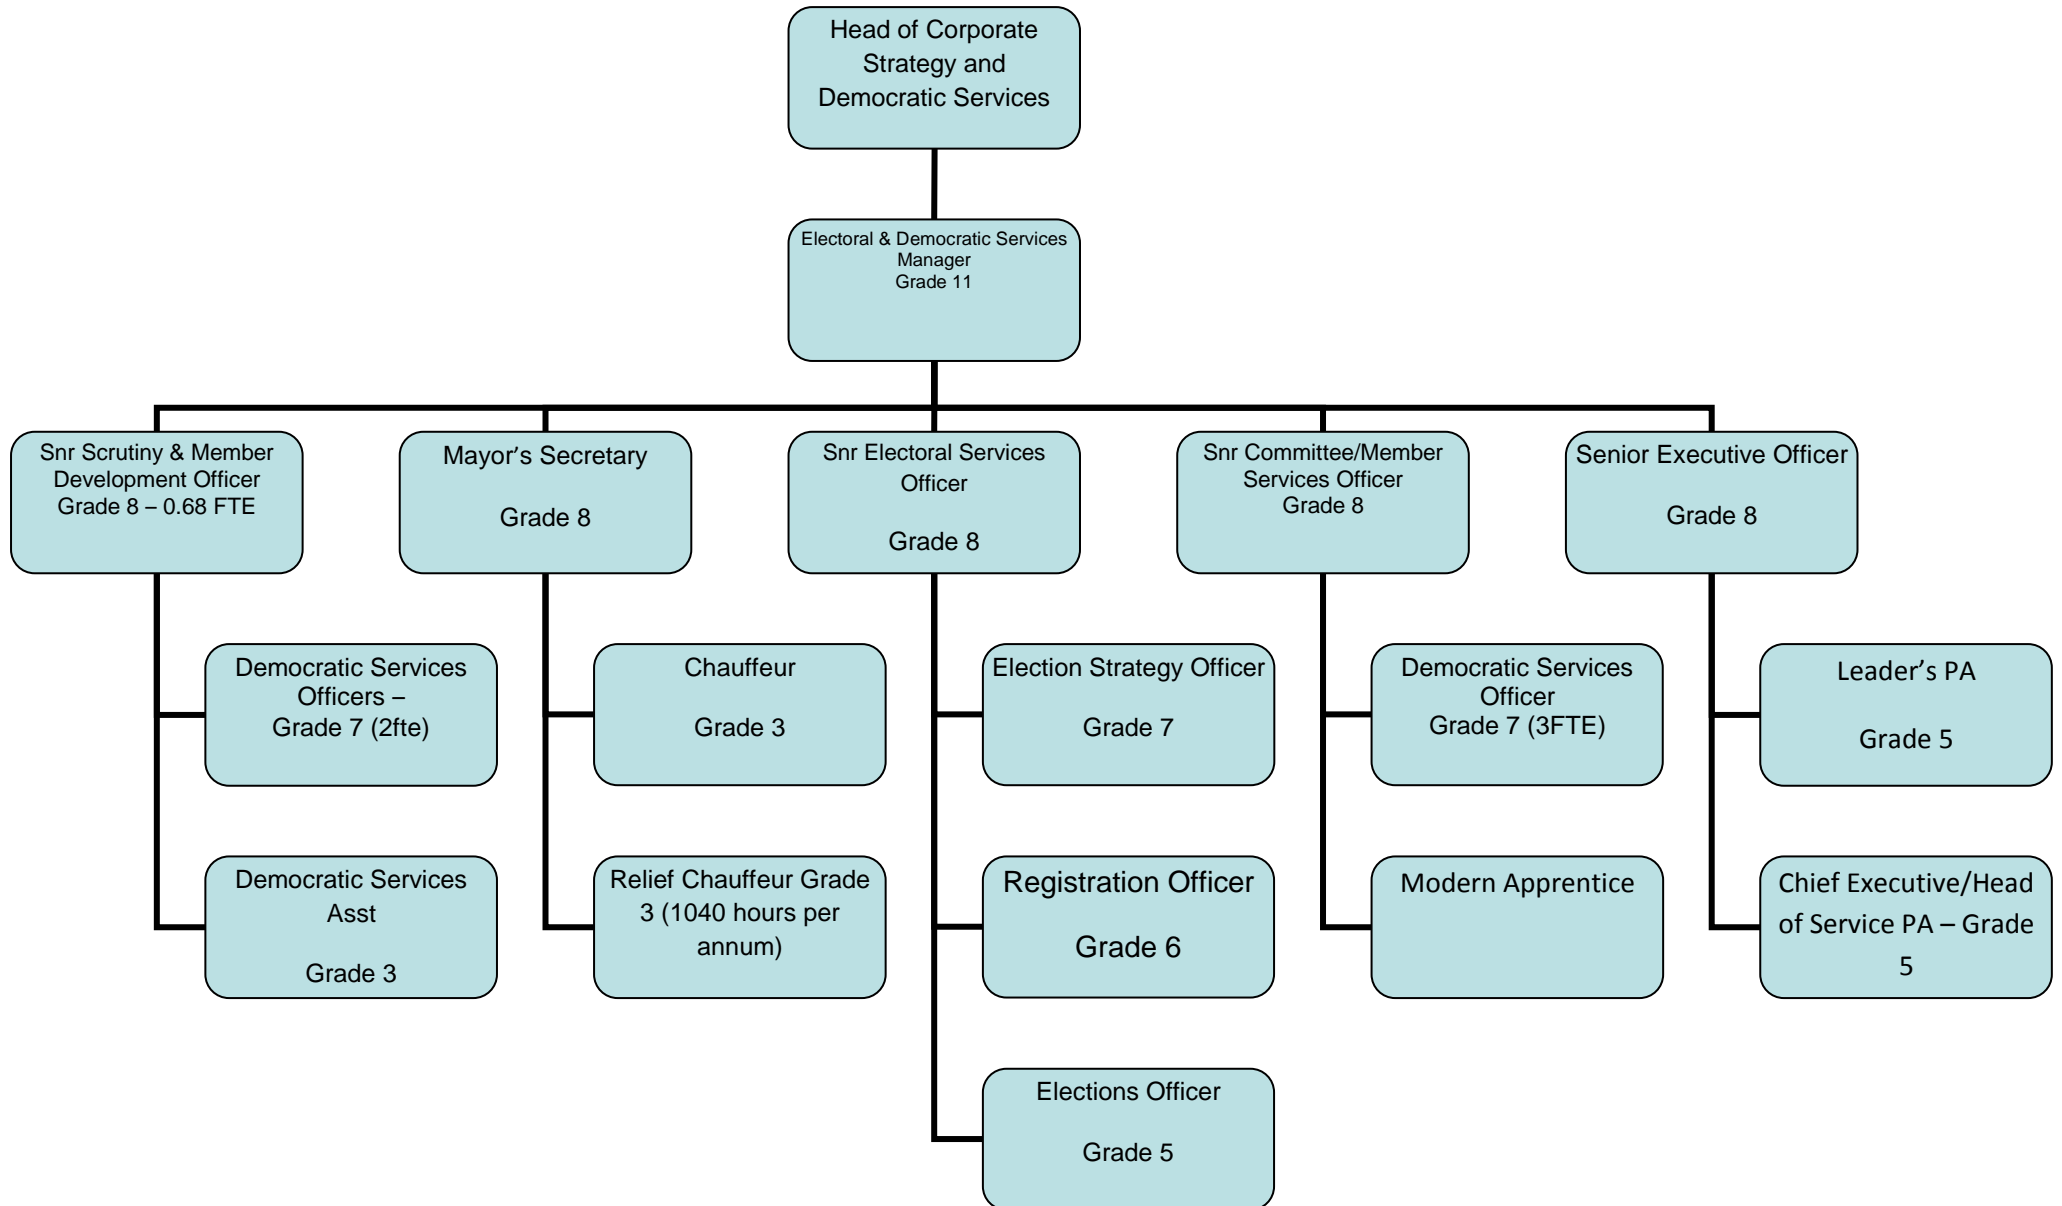 Head of Corporate
Strategy and
Democratic Services
Electoral & Democratic Services
Manager
Grade 11
Snr Scrutiny & Member
Development Officer
Grade 8 – 0.68 FTE
Mayor's Secretary
Grade 8
Snr Electoral Services
Officer
Grade 8
Snr Committee/Member
Services Officer
Grade 8
Senior Executive Officer
Grade 8
Democratic Services
Officers –
Grade 7 (2fte)
Chauffeur
Grade 3
Election Strategy Officer
Grade 7
Democratic Services
Officer
Grade 7 (3FTE)
Leader's PA
Grade 5
Democratic Services
Asst
Grade 3
Relief Chauffeur Grade
3 (1040 hours per
annum)
Registration Officer
Grade 6
Modern Apprentice
Chief Executive/Head
of Service PA – Grade
5
Elections Officer
Grade 5